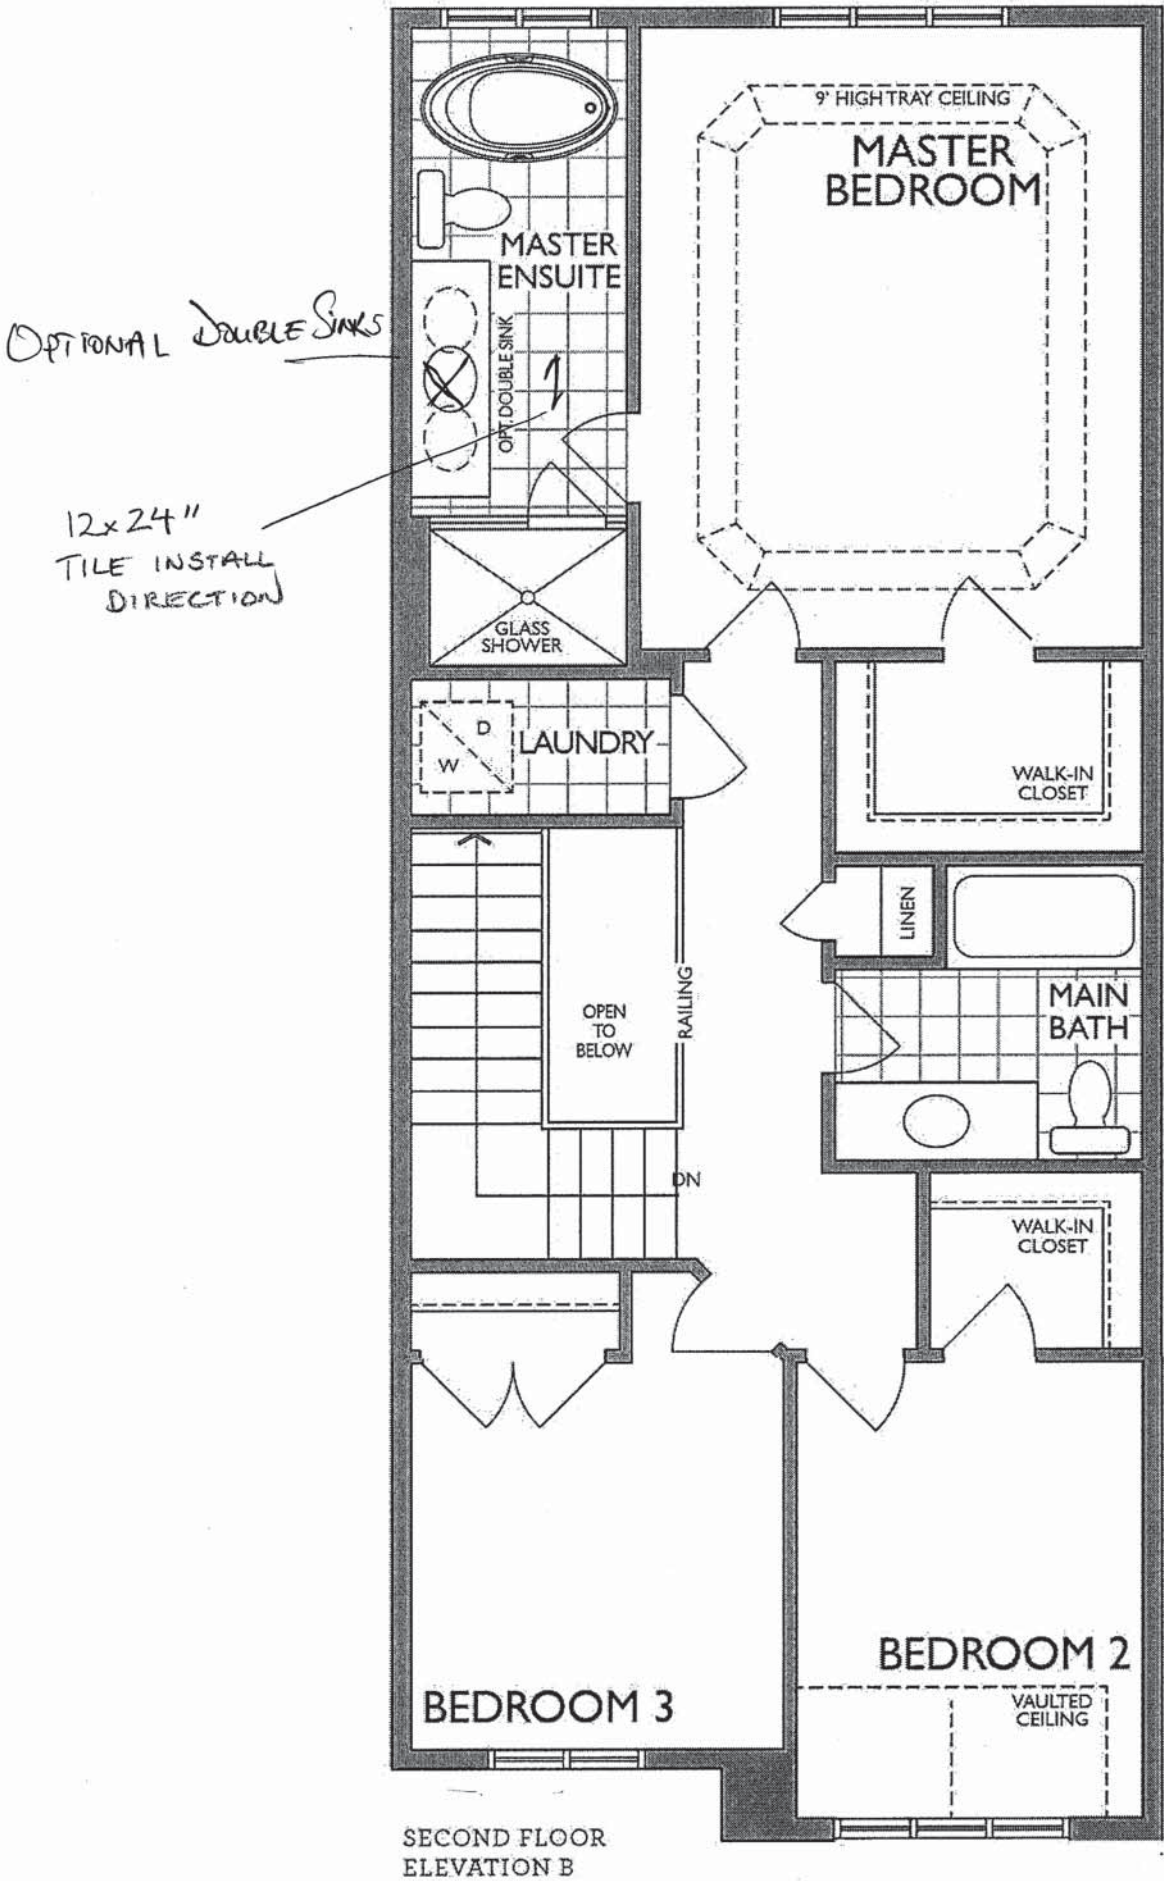 9' HIGH TRAY CEILING
MASTER
BEDROOM
MASTER
ENSUITE
OPTIONAL DOUBLE SINKS
OPT. DOUBLE SINK
12x24"
TILE INSTALL
DIRECTION
GLASS
SHOWER
D
W
LAUNDRY
WALK-IN
CLOSET
LINEN
RAILING
OPEN
TO
BELOW
MAIN
BATH
DN
WALK-IN
CLOSET
BEDROOM 2
BEDROOM 3
VAULTED
CEILING
SECOND FLOOR
ELEVATION B